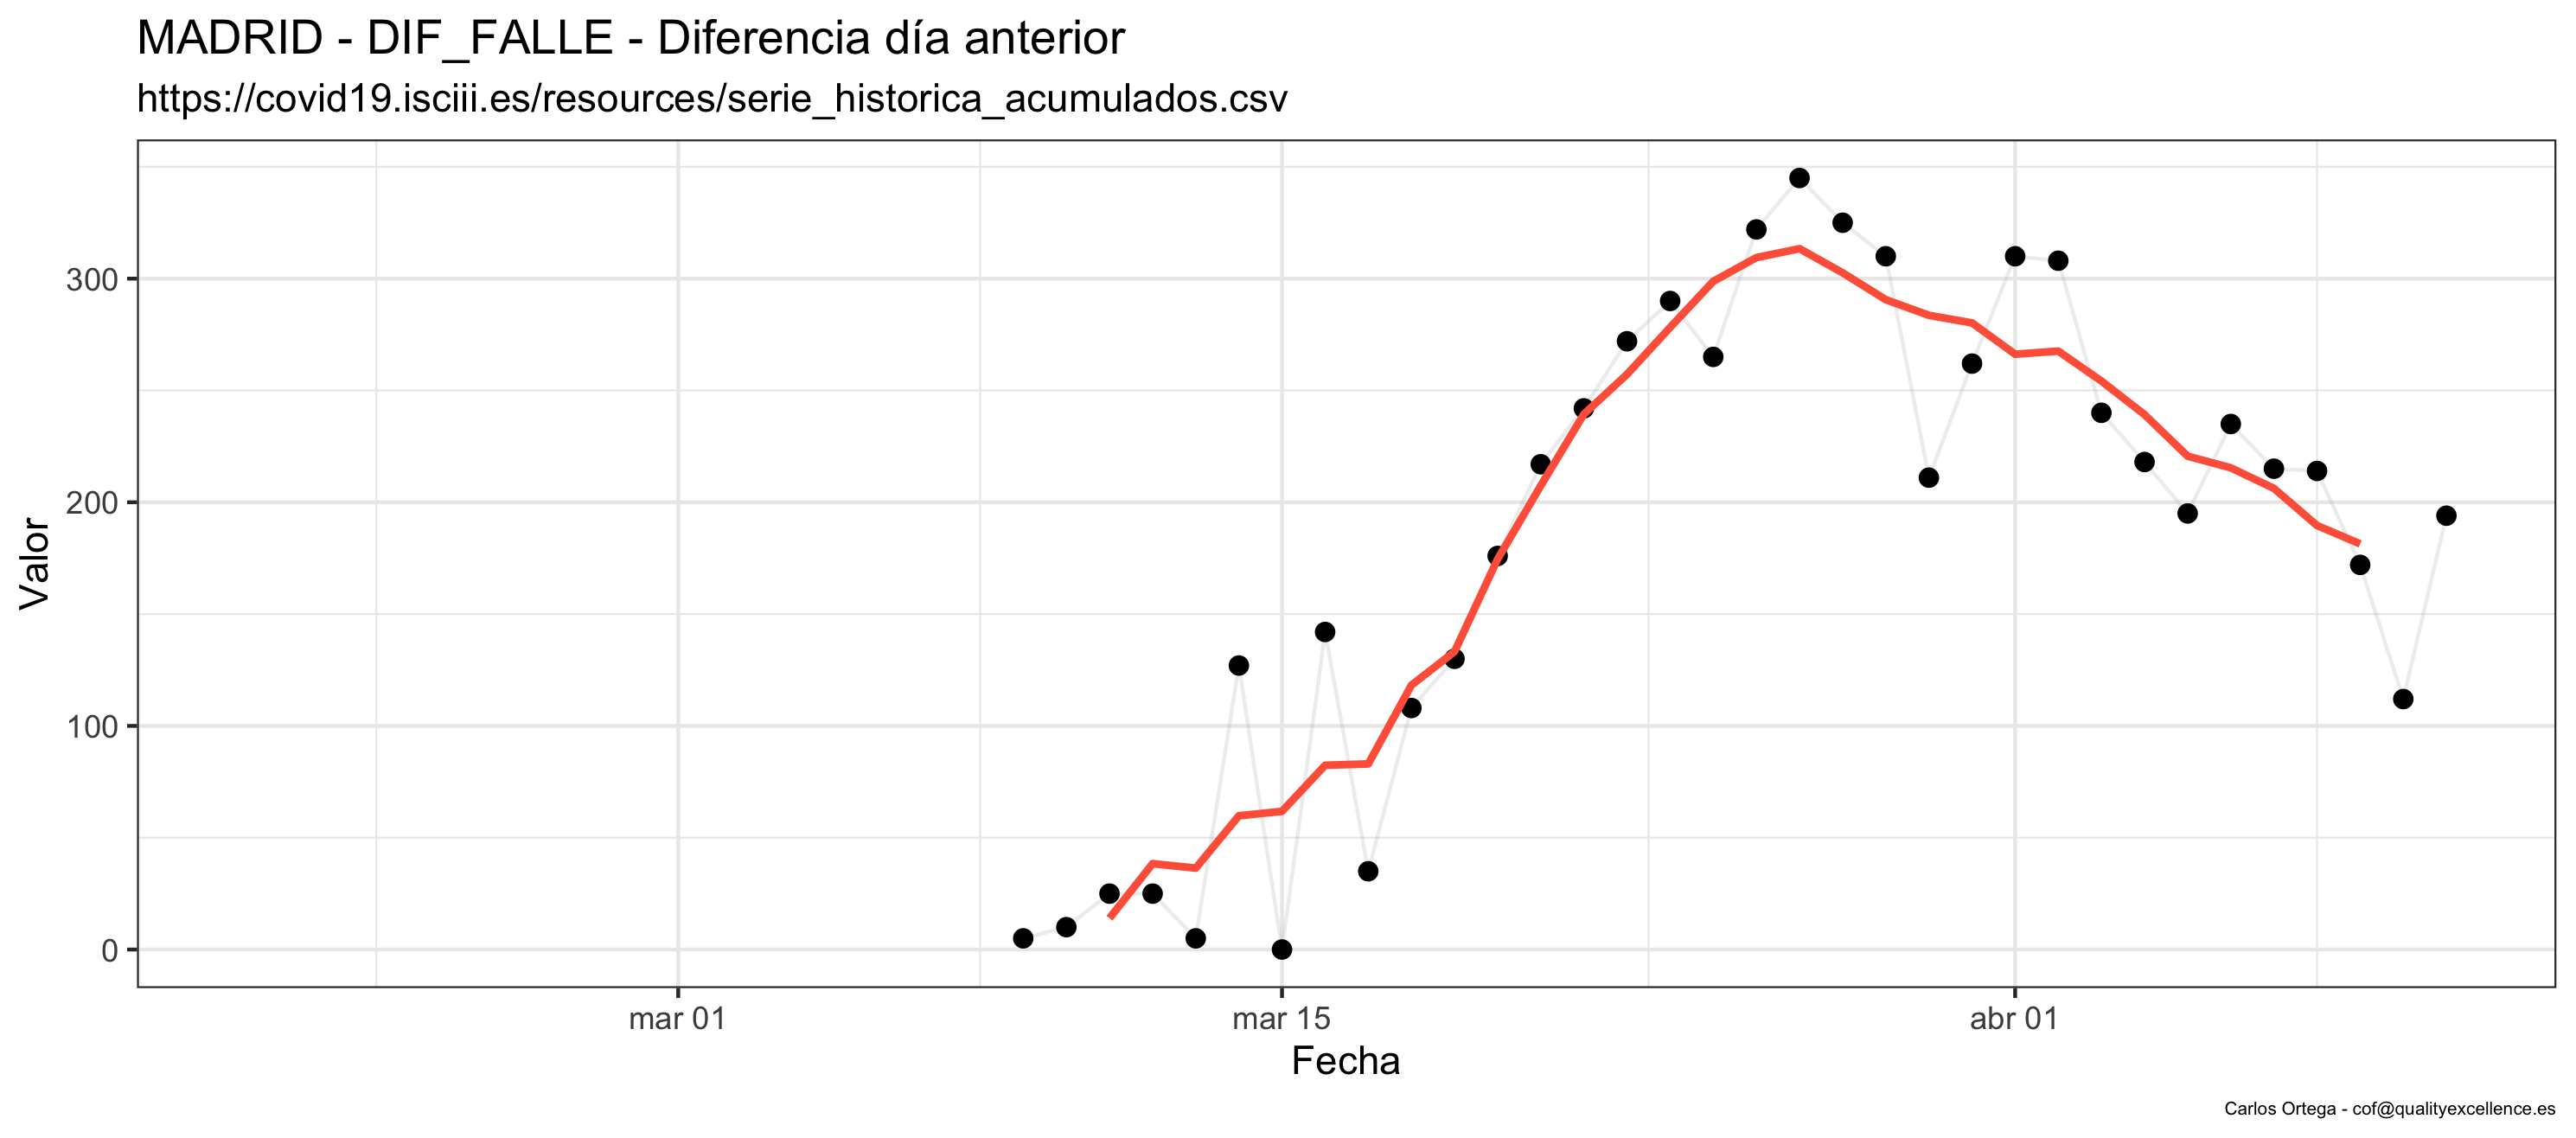 MADRID - DIF_FALLE - Diferencia día anterior
https://covid19.isciii.es/resources/serie_historica_acumulados.csv
300
200
100
0
Valor
mar 01
mar 15
abr 01
Fecha
Carlos Ortega - cof@qualityexcellence.es